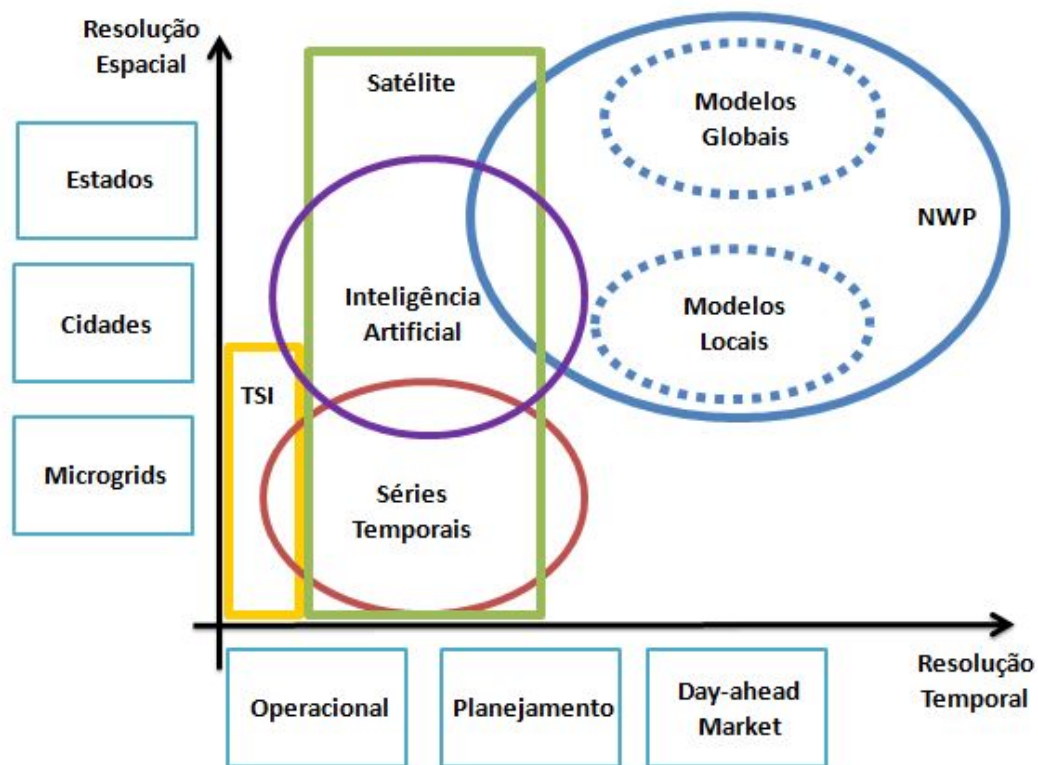 Resolução
Espacial
Satélite
Modelos
Globais
Estados
NWP
Inteligência
Artificial
Modelos
Locais
Cidades
TSI
Microgrids
Séries
Temporais
Resolução
Temporal
Operacional
Planejamento
Day-ahead
Market